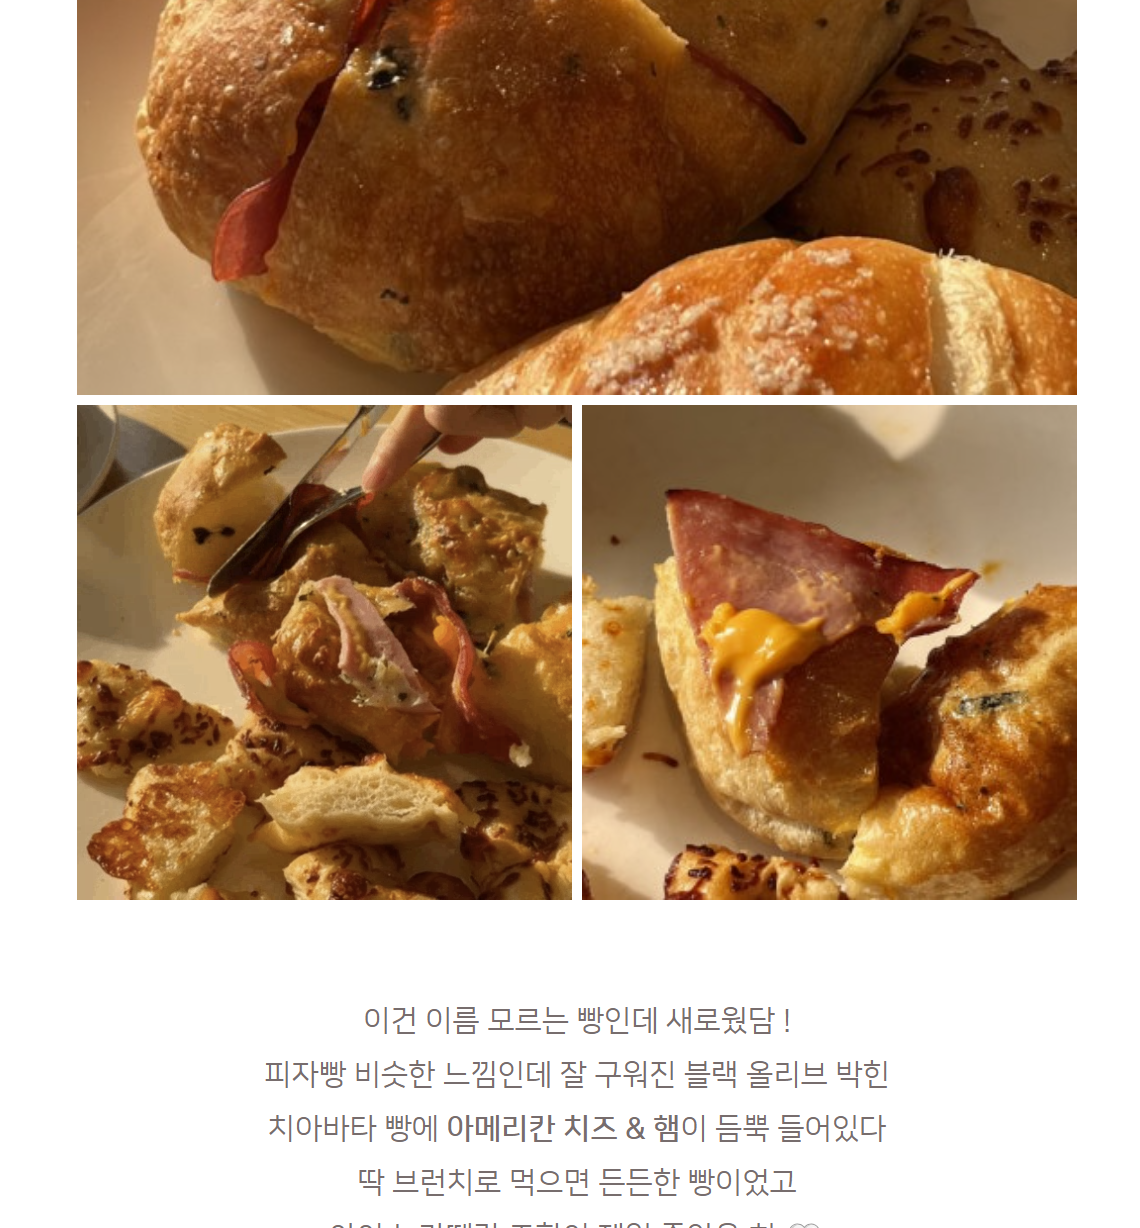 이건 이름 모르는 빵인데 새로웠담 !
피자빵 비슷한 느낌인데 잘 구워진 블랙 올리브 박힌
치아바타 빵에 아메리칸 치즈 & 햄이 듬뿍 들어있다
딱 브런치로 먹으면 든든한 빵이었고